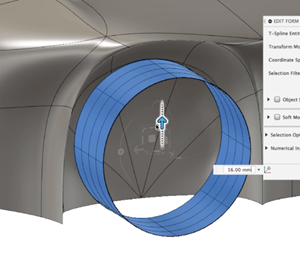 EDIT FORM
T-Spline Entit
Transform Mo
Coordinate Sp
Selection Filte
Object
Soft Mo
Selection Opt
Numerical In
16.00 mm